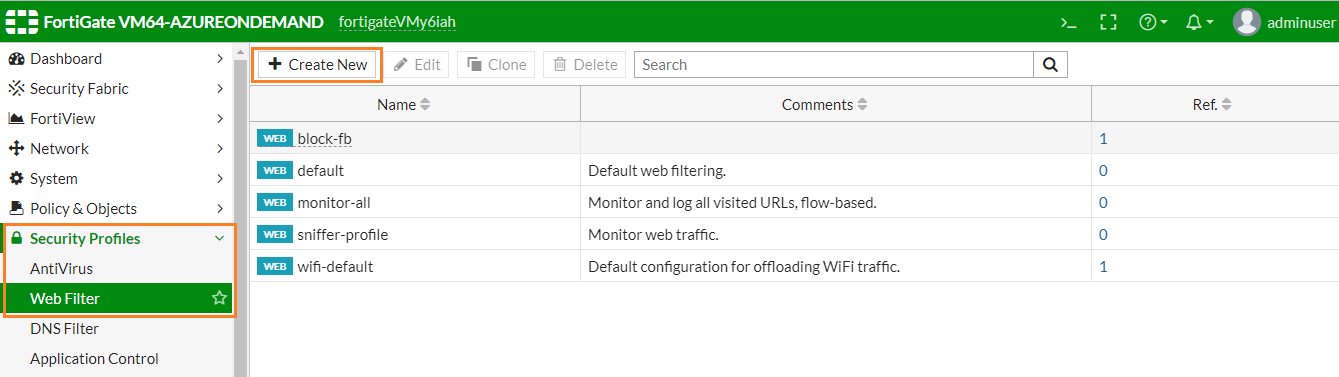 FortiGate VM64-AZUREONDEMAND fortigateVMy6iah >_ adminuser
Dashboard
Security Fabric
FortiView
Network
System
Policy & Objects
Security Profiles
AntiVirus
Web Filter
DNS Filter
Application Control
Create New Edit Clone Delete Search
Name Comments Ref.
WEB block-fb 1
WEB default Default web filtering. 0
WEB monitor-all Monitor and log all visited URLs, flow-based. 0
WEB sniffer-profile Monitor web traffic. 0
WEB wifi-default Default configuration for offloading WiFi traffic. 1